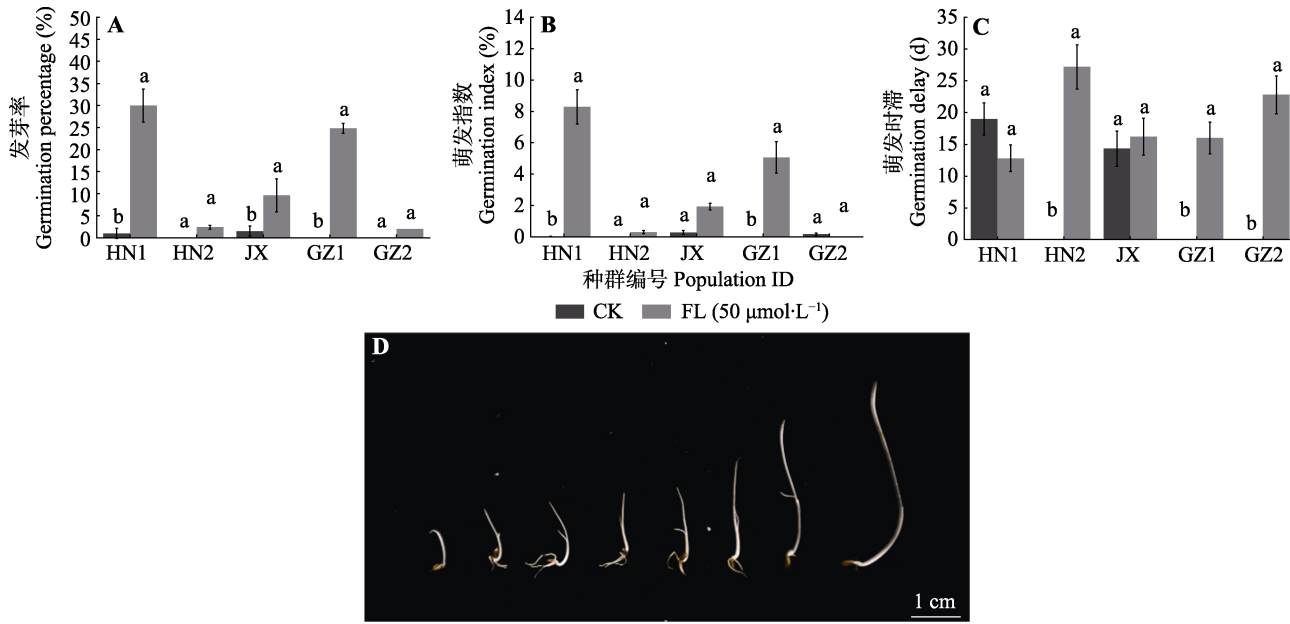 A
发芽率
Germination percentage (%)
50
45
40
35
30
25
20
15
10
5
0
b
a
a
a
b
a
b
a
a
a
HN1
HN2
JX
GZ1
GZ2
B
萌发指数
Germination index (%)
14
12
10
8
6
4
2
0
b
a
a
a
a
a
b
a
a
a
HN1
HN2
JX
GZ1
GZ2
C
萌发时滞
Germination delay (d)
35
30
25
20
15
10
5
0
a
a
b
a
a
a
b
a
b
a
HN1
HN2
JX
GZ1
GZ2
种群编号 Population ID
CK
FL (50 μmol·L⁻¹)
D
1 cm